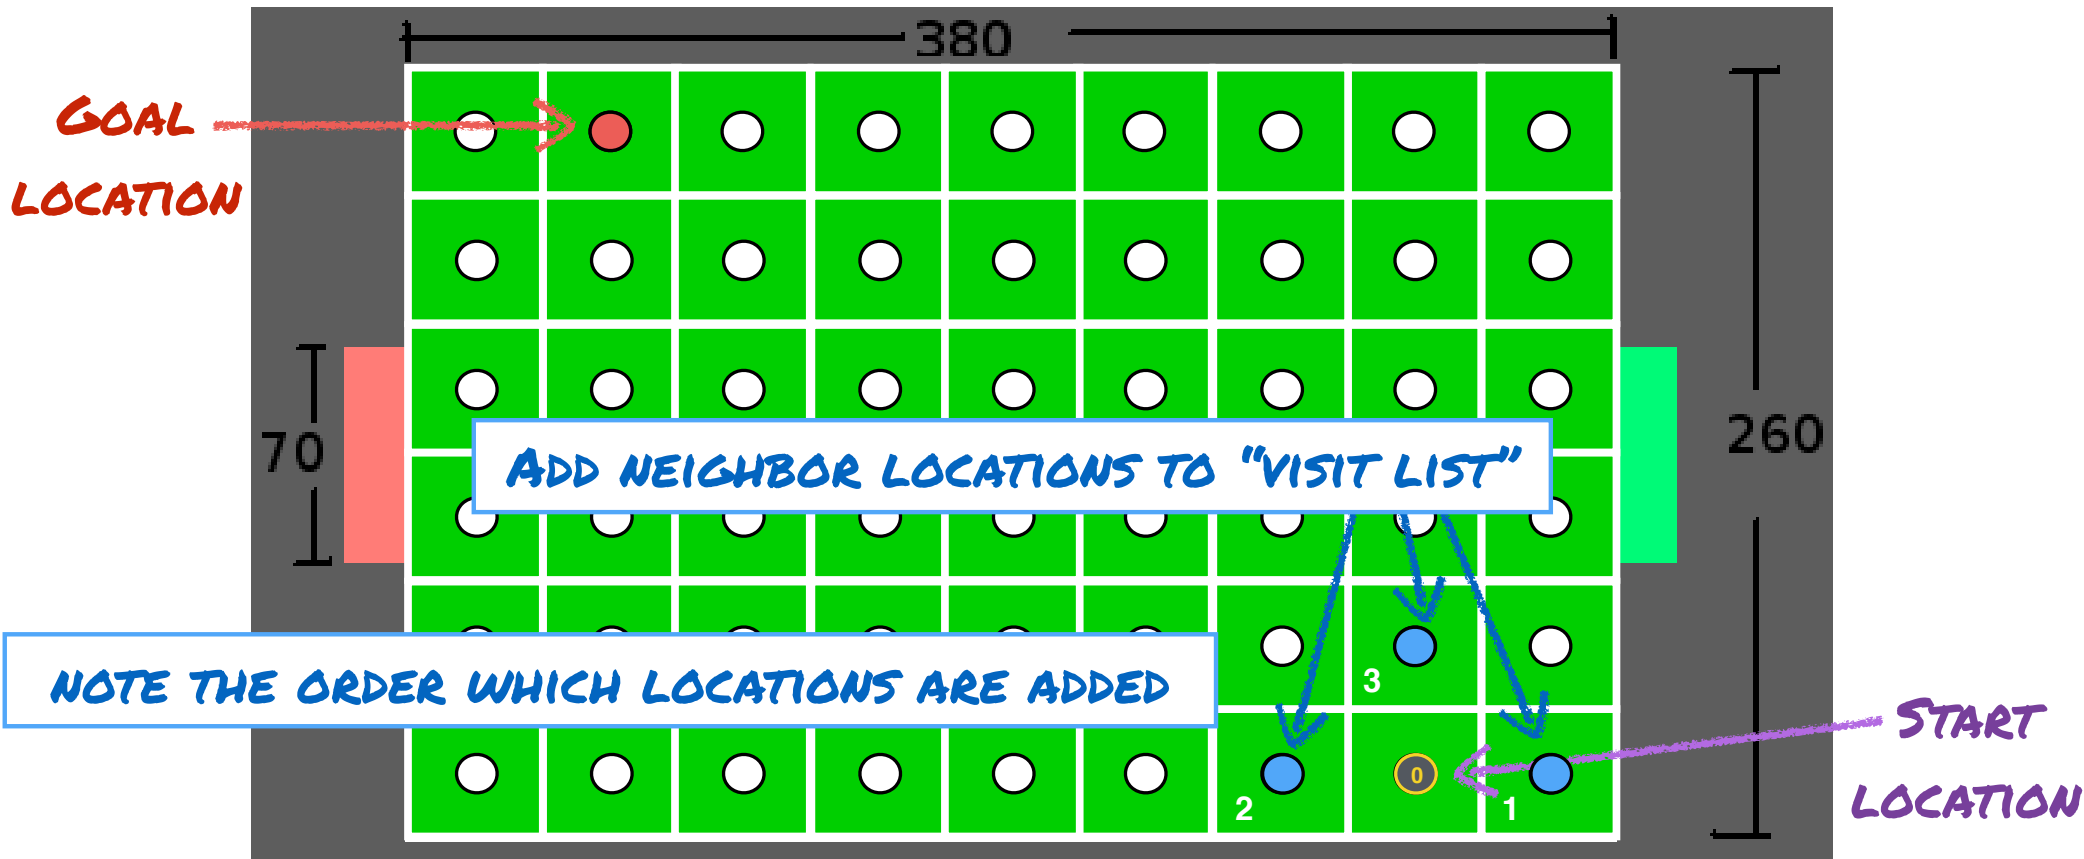 380
GOAL
LOCATION
ADD NEIGHBOR LOCATIONS TO “VISIT LIST”
70
260
3
NOTE THE ORDER WHICH LOCATIONS ARE ADDED
START
LOCATION
0
2
1